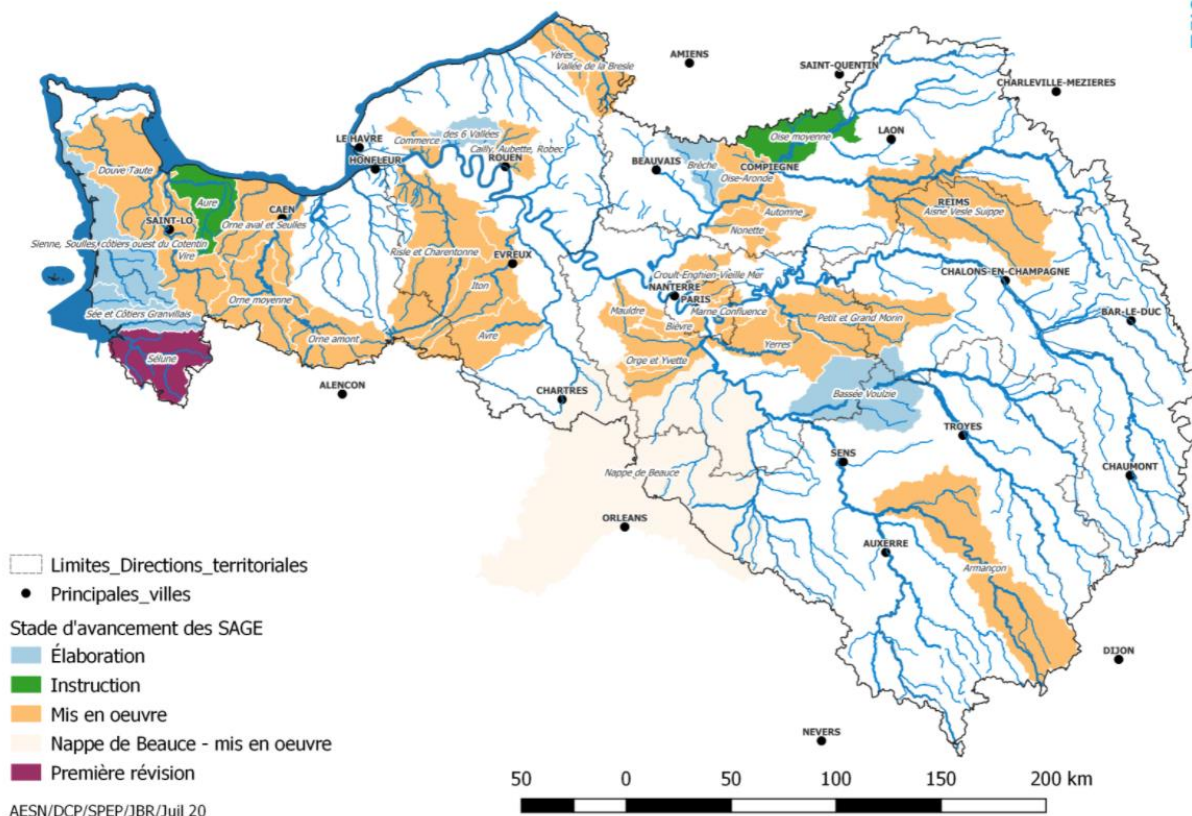 AMIENS
SAINT-QUENTIN
CHARLEVILLE-MEZIERES
Yères
Vallée de la Bresle
LE HAVRE
HONFLEUR
Commerce
des 6 Vallées
Cailly, Aubette, Robec
ROUEN
BEAUVAIS
Brèche
Oise moyenne
LAON
COMPIEGNE
Oise-Aronde
Automne
Nonette
REIMS
Aisne Vesle Suippe
Douve-Taute
Aure
SAINT-LO
CAEN
Orne aval et Seulles
Sienne, Soulles, côtiers ouest du Cotentin
Vire
Risle et Charentonne
EVREUX
Iton
Orne moyenne
Sée et Côtiers Granvillais
Orne amont
Avre
Sélune
ALENÇON
CHARTRES
Croult-Enghien-Vieille Mer
NANTERRE
PARIS
Mauldre
Marne Confluence
Bièvre
Petit et Grand Morin
Yerres
Orge et Yvette
CHALONS-EN-CHAMPAGNE
BAR-LE-DUC
Bassée Voulzie
TROYES
SENS
CHAUMONT
Nappe de Beauce
ORLEANS
AUXERRE
Armançon
DIJON
NEVERS
Limites_Directions_territoriales
Principales_villes
Stade d'avancement des SAGE
Élaboration
Instruction
Mis en oeuvre
Nappe de Beauce - mis en oeuvre
Première révision
50 0 50 100 150 200 km
AESN/DCP/SPEP/JBR/Juil 20